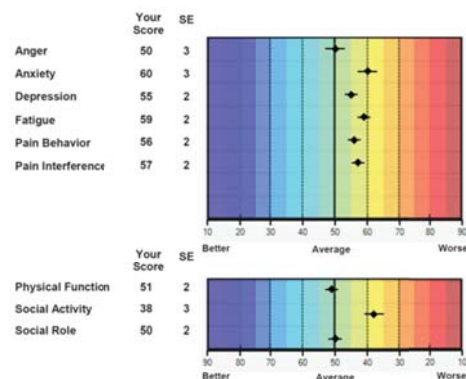 Your Score SE
Anger 50 3
Anxiety 60 3
Depression 55 2
Fatigue 59 2
Pain Behavior 56 2
Pain Interference 57 2
10 20 30 40 50 60 70 80 90
Better Average Worse
Your Score SE
Physical Function 51 2
Social Activity 38 3
Social Role 50 2
90 80 70 60 50 40 30 20 10
Better Average Worse